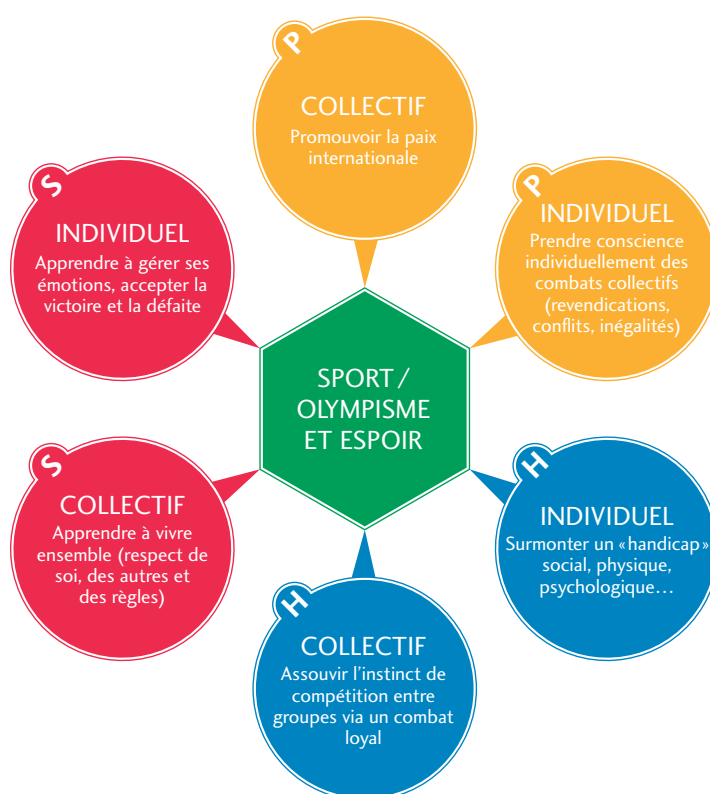 P
COLLECTIF
Promouvoir la paix
internationale
S
INDIVIDUEL
Apprendre à gérer ses
émotions, accepter la
victoire et la défaite
P
INDIVIDUEL
Prendre conscience
individuellement des
combats collectifs
(revendications,
conflits, inégalités)
SPORT /
OLYMPISME
ET ESPOIR
S
COLLECTIF
Apprendre à vivre
ensemble (respect de
soi, des autres et
des règles)
H
INDIVIDUEL
Surmonter un «handicap»
social, physique,
psychologique…
H
COLLECTIF
Assouvir l'instinct de
compétition entre
groupes via un combat
loyal